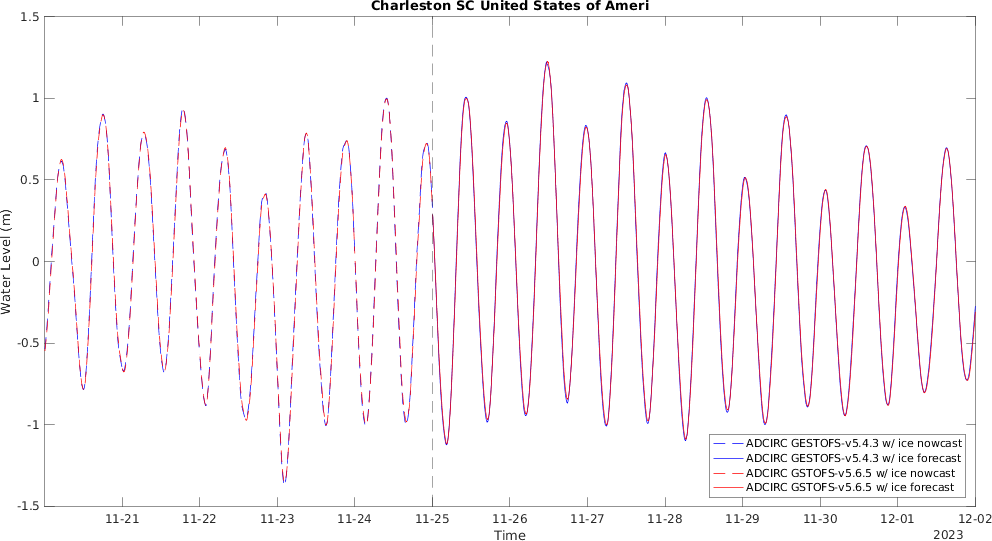 Charleston SC United States of Ameri
Water Level (m)
1.5
1
0.5
0
-0.5
-1
-1.5
ADCIRC GESTOFS-v5.4.3 w/ ice nowcast
ADCIRC GESTOFS-v5.4.3 w/ ice forecast
ADCIRC GSTOFS-v5.6.5 w/ ice nowcast
ADCIRC GSTOFS-v5.6.5 w/ ice forecast
11-21 11-22 11-23 11-24 11-25 11-26 11-27 11-28 11-29 11-30 12-01 12-02
Time
2023